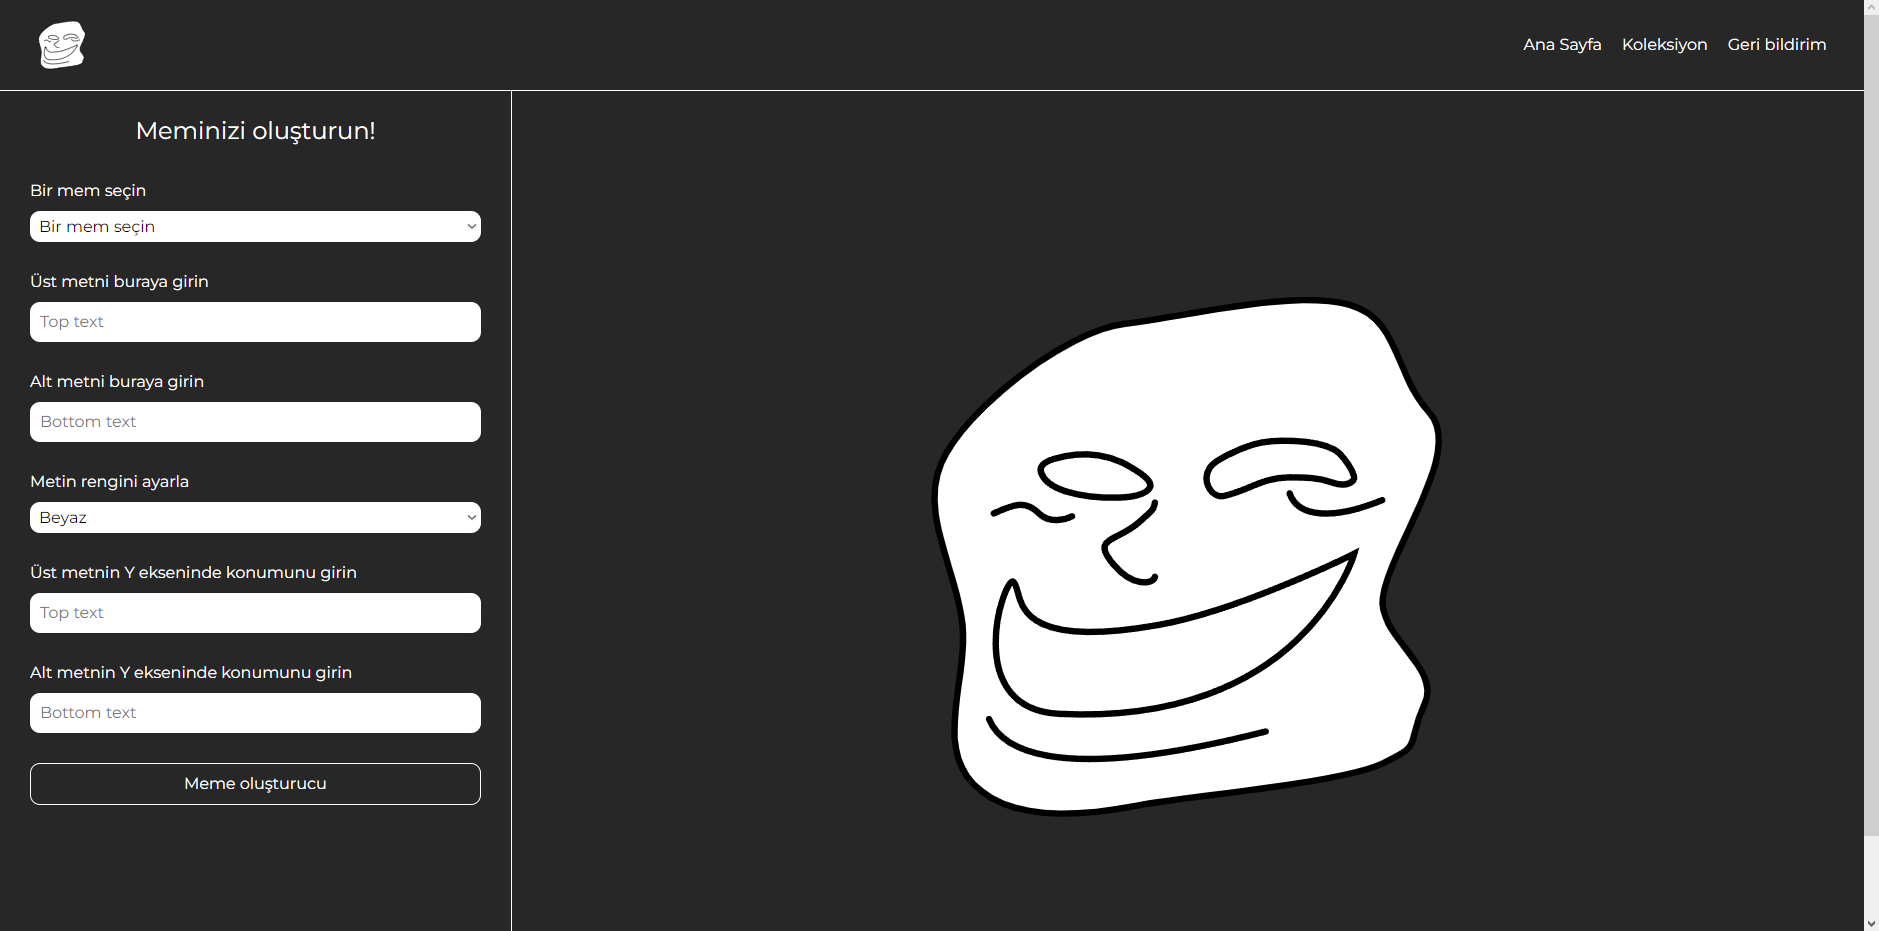 Ana Sayfa Koleksiyon Geri bildirim
Meminizi oluşturun!
Bir mem seçin
Bir mem seçin
Üst metni buraya girin
Top text
Alt metni buraya girin
Bottom text
Metin rengini ayarla
Beyaz
Üst metnin Y ekseninde konumunu girin
Top text
Alt metnin Y ekseninde konumunu girin
Bottom text
Meme oluşturucu